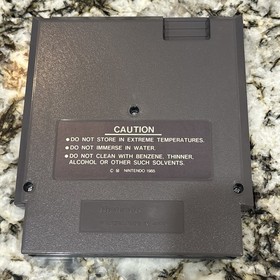 CAUTION
• DO NOT STORE IN EXTREME TEMPERATURES.
• DO NOT IMMERSE IN WATER.
• DO NOT CLEAN WITH BENZENE, THINNER,
ALCOHOL OR OTHER SUCH SOLVENTS.
NINTENDO 1985